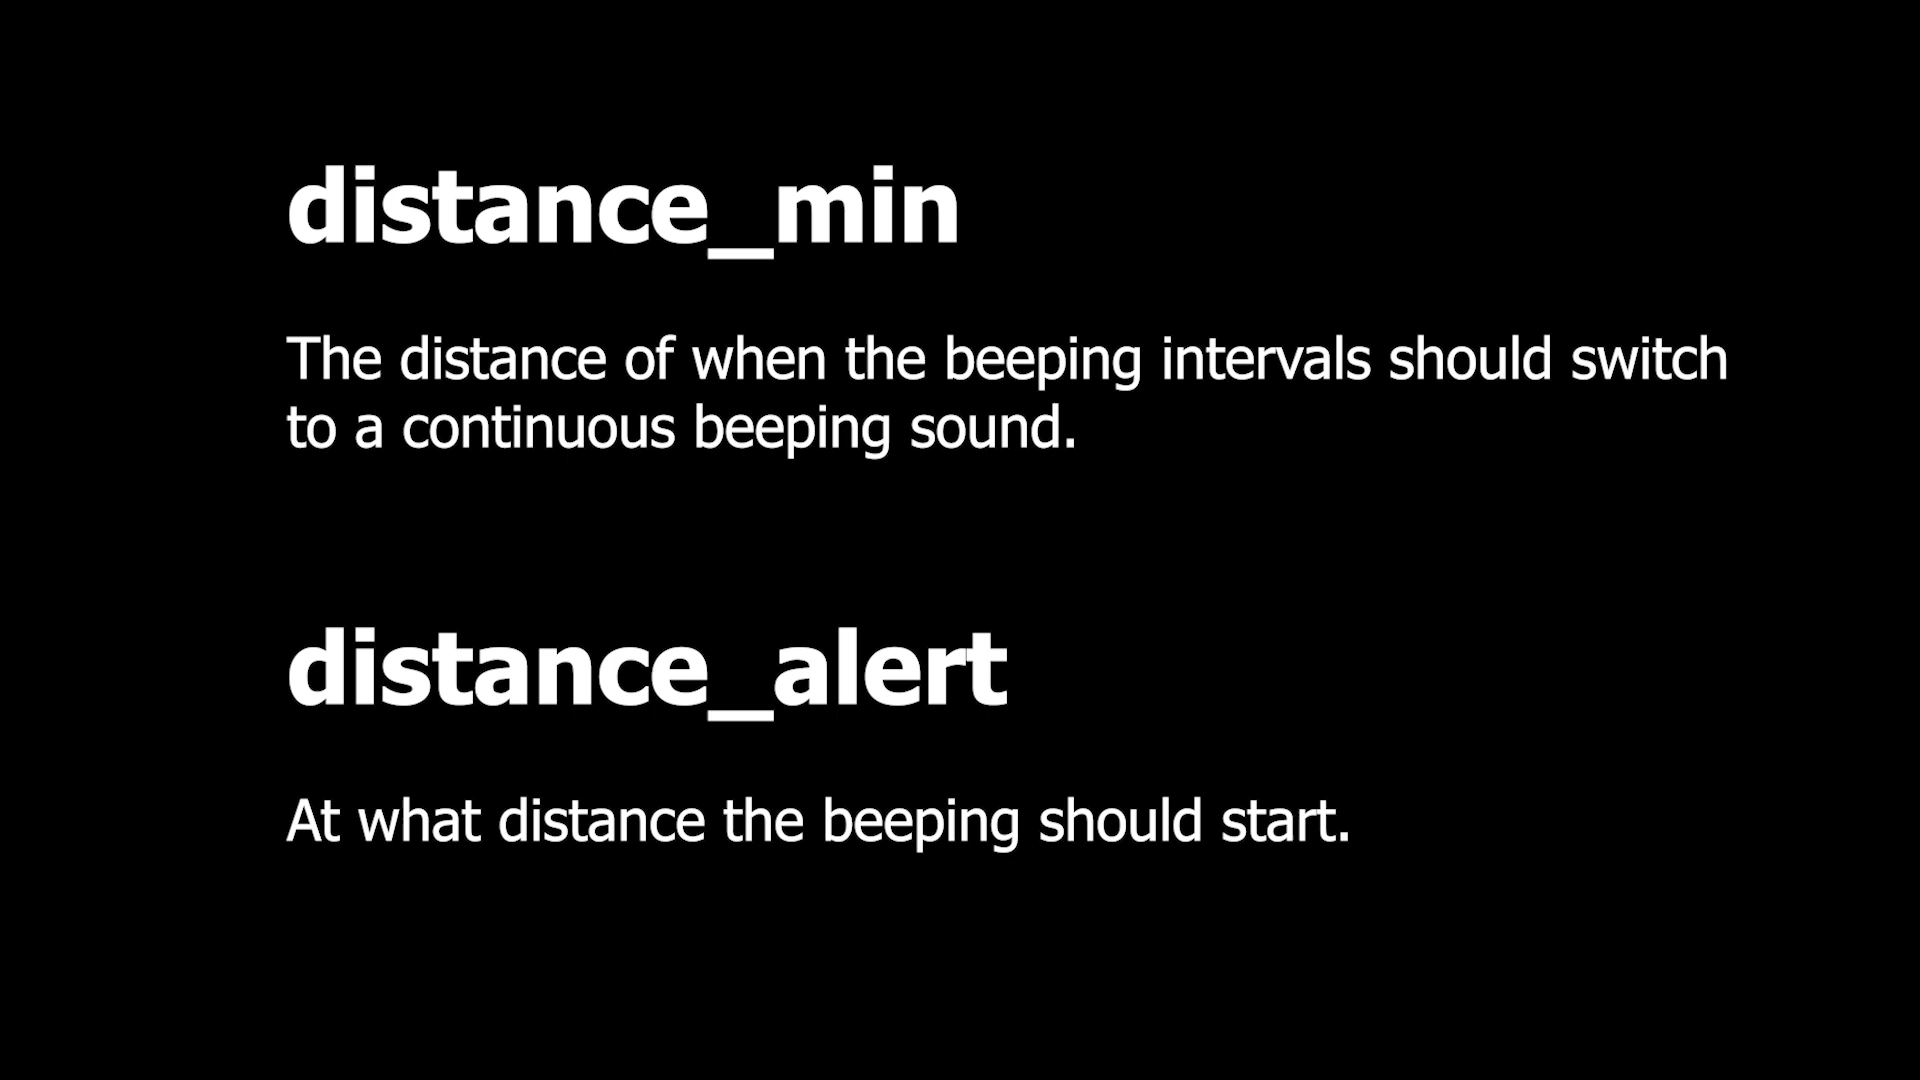 distance_min
The distance of when the beeping intervals should switch
to a continuous beeping sound.
distance_alert
At what distance the beeping should start.